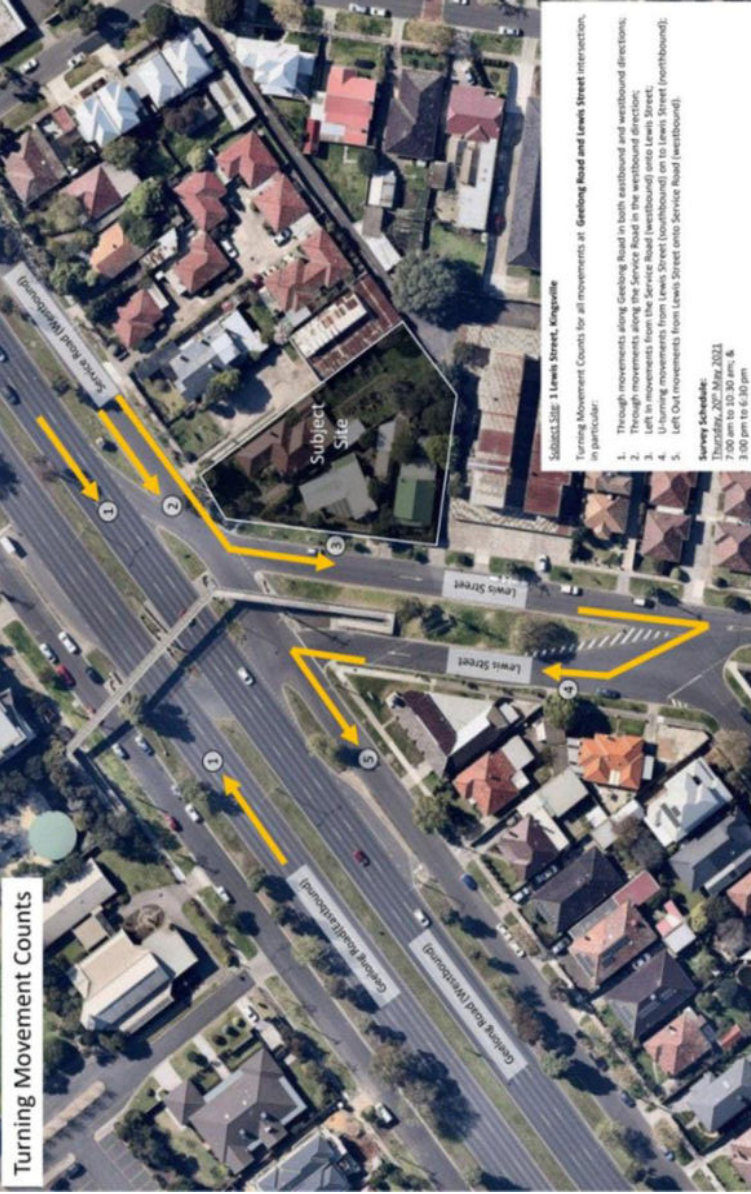 Turning Movement Counts
Service Road (Westbound)
1
2
3
Subject
Site
Lewis Street
Lewis Street
4
5
1
Geelong Road(Eastbound)
Geelong Road (Westbound)
Subject Site: 1 Lewis Street, Kingsville
Turning Movement Counts for all movements at Geelong Road and Lewis Street intersection,
in particular:
1. Through movements along Geelong Road in both eastbound and westbound directions;
2. Through movements along the Service Road in the westbound direction;
3. Left In movements from the Service Road (westbound) onto Lewis Street;
4. U-turning movements from Lewis Street (southbound) on to Lewis Street (northbound);
5. Left Out movements from Lewis Street onto Service Road (westbound).
Survey Schedule:
Thursday, 20th May 2021
7:00 am to 10:30 am; &
3:00 pm to 6:30 pm